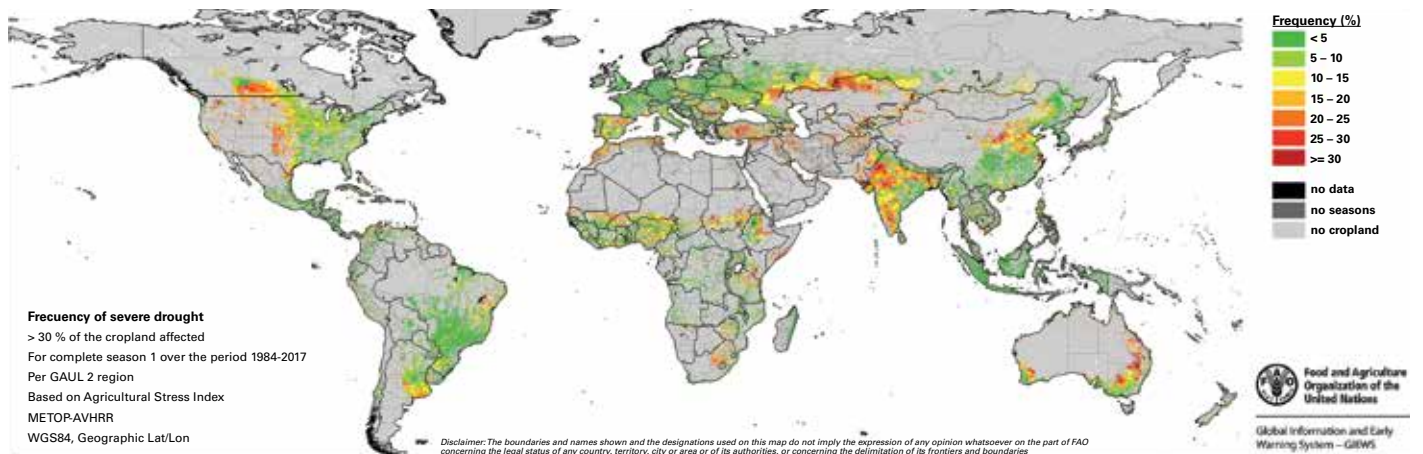 Frequency (%)
< 5
5 – 10
10 – 15
15 – 20
20 – 25
25 – 30
>= 30
no data
no seasons
no cropland
Frecuency of severe drought
> 30 % of the cropland affected
For complete season 1 over the period 1984-2017
Per GAUL 2 region
Based on Agricultural Stress Index
METOP-AVHRR
WGS84, Geographic Lat/Lon
Disclaimer: The boundaries and names shown and the designations used on this map do not imply the expression of any opinion whatsoever on the part of FAO
concerning the legal status of any country, territory, city or area or of its authorities, or concerning the delimitation of its frontiers and boundaries
Food and Agriculture
Organization of the
United Nations
Global Information and Early
Warning System – GIEWS